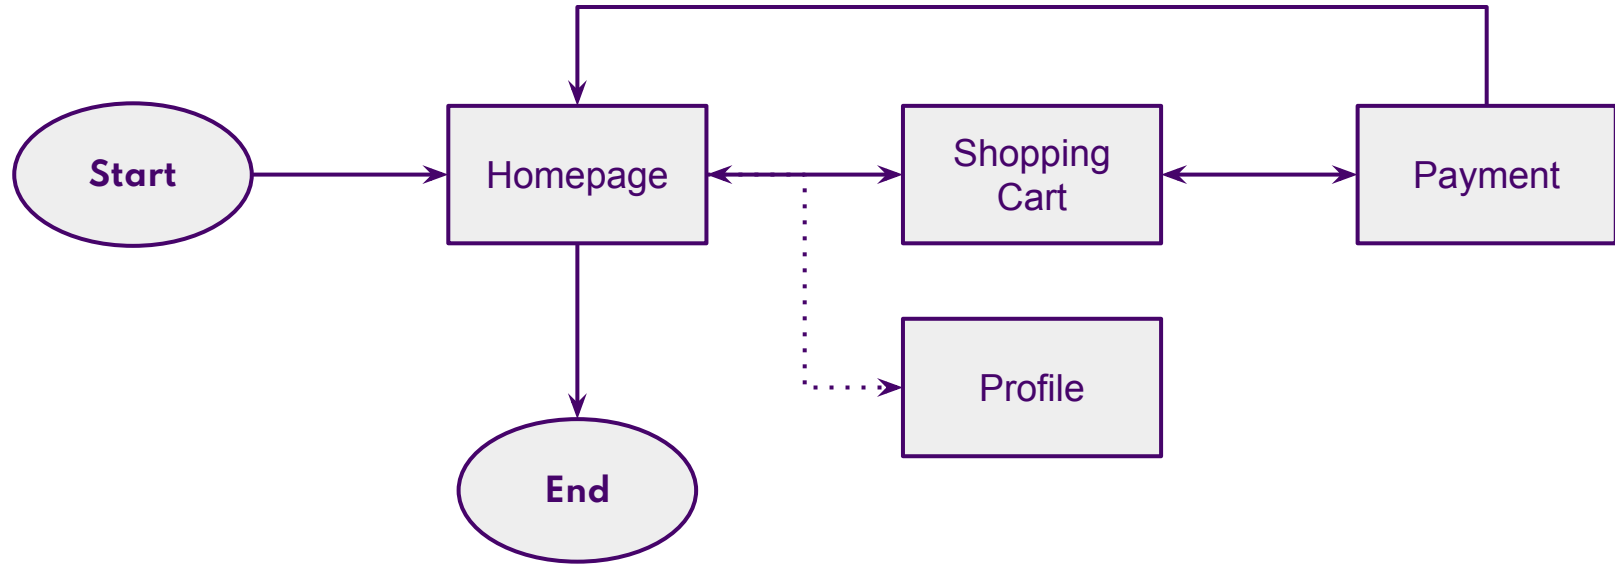 Start
Homepage
Shopping
Cart
Payment
Profile
End